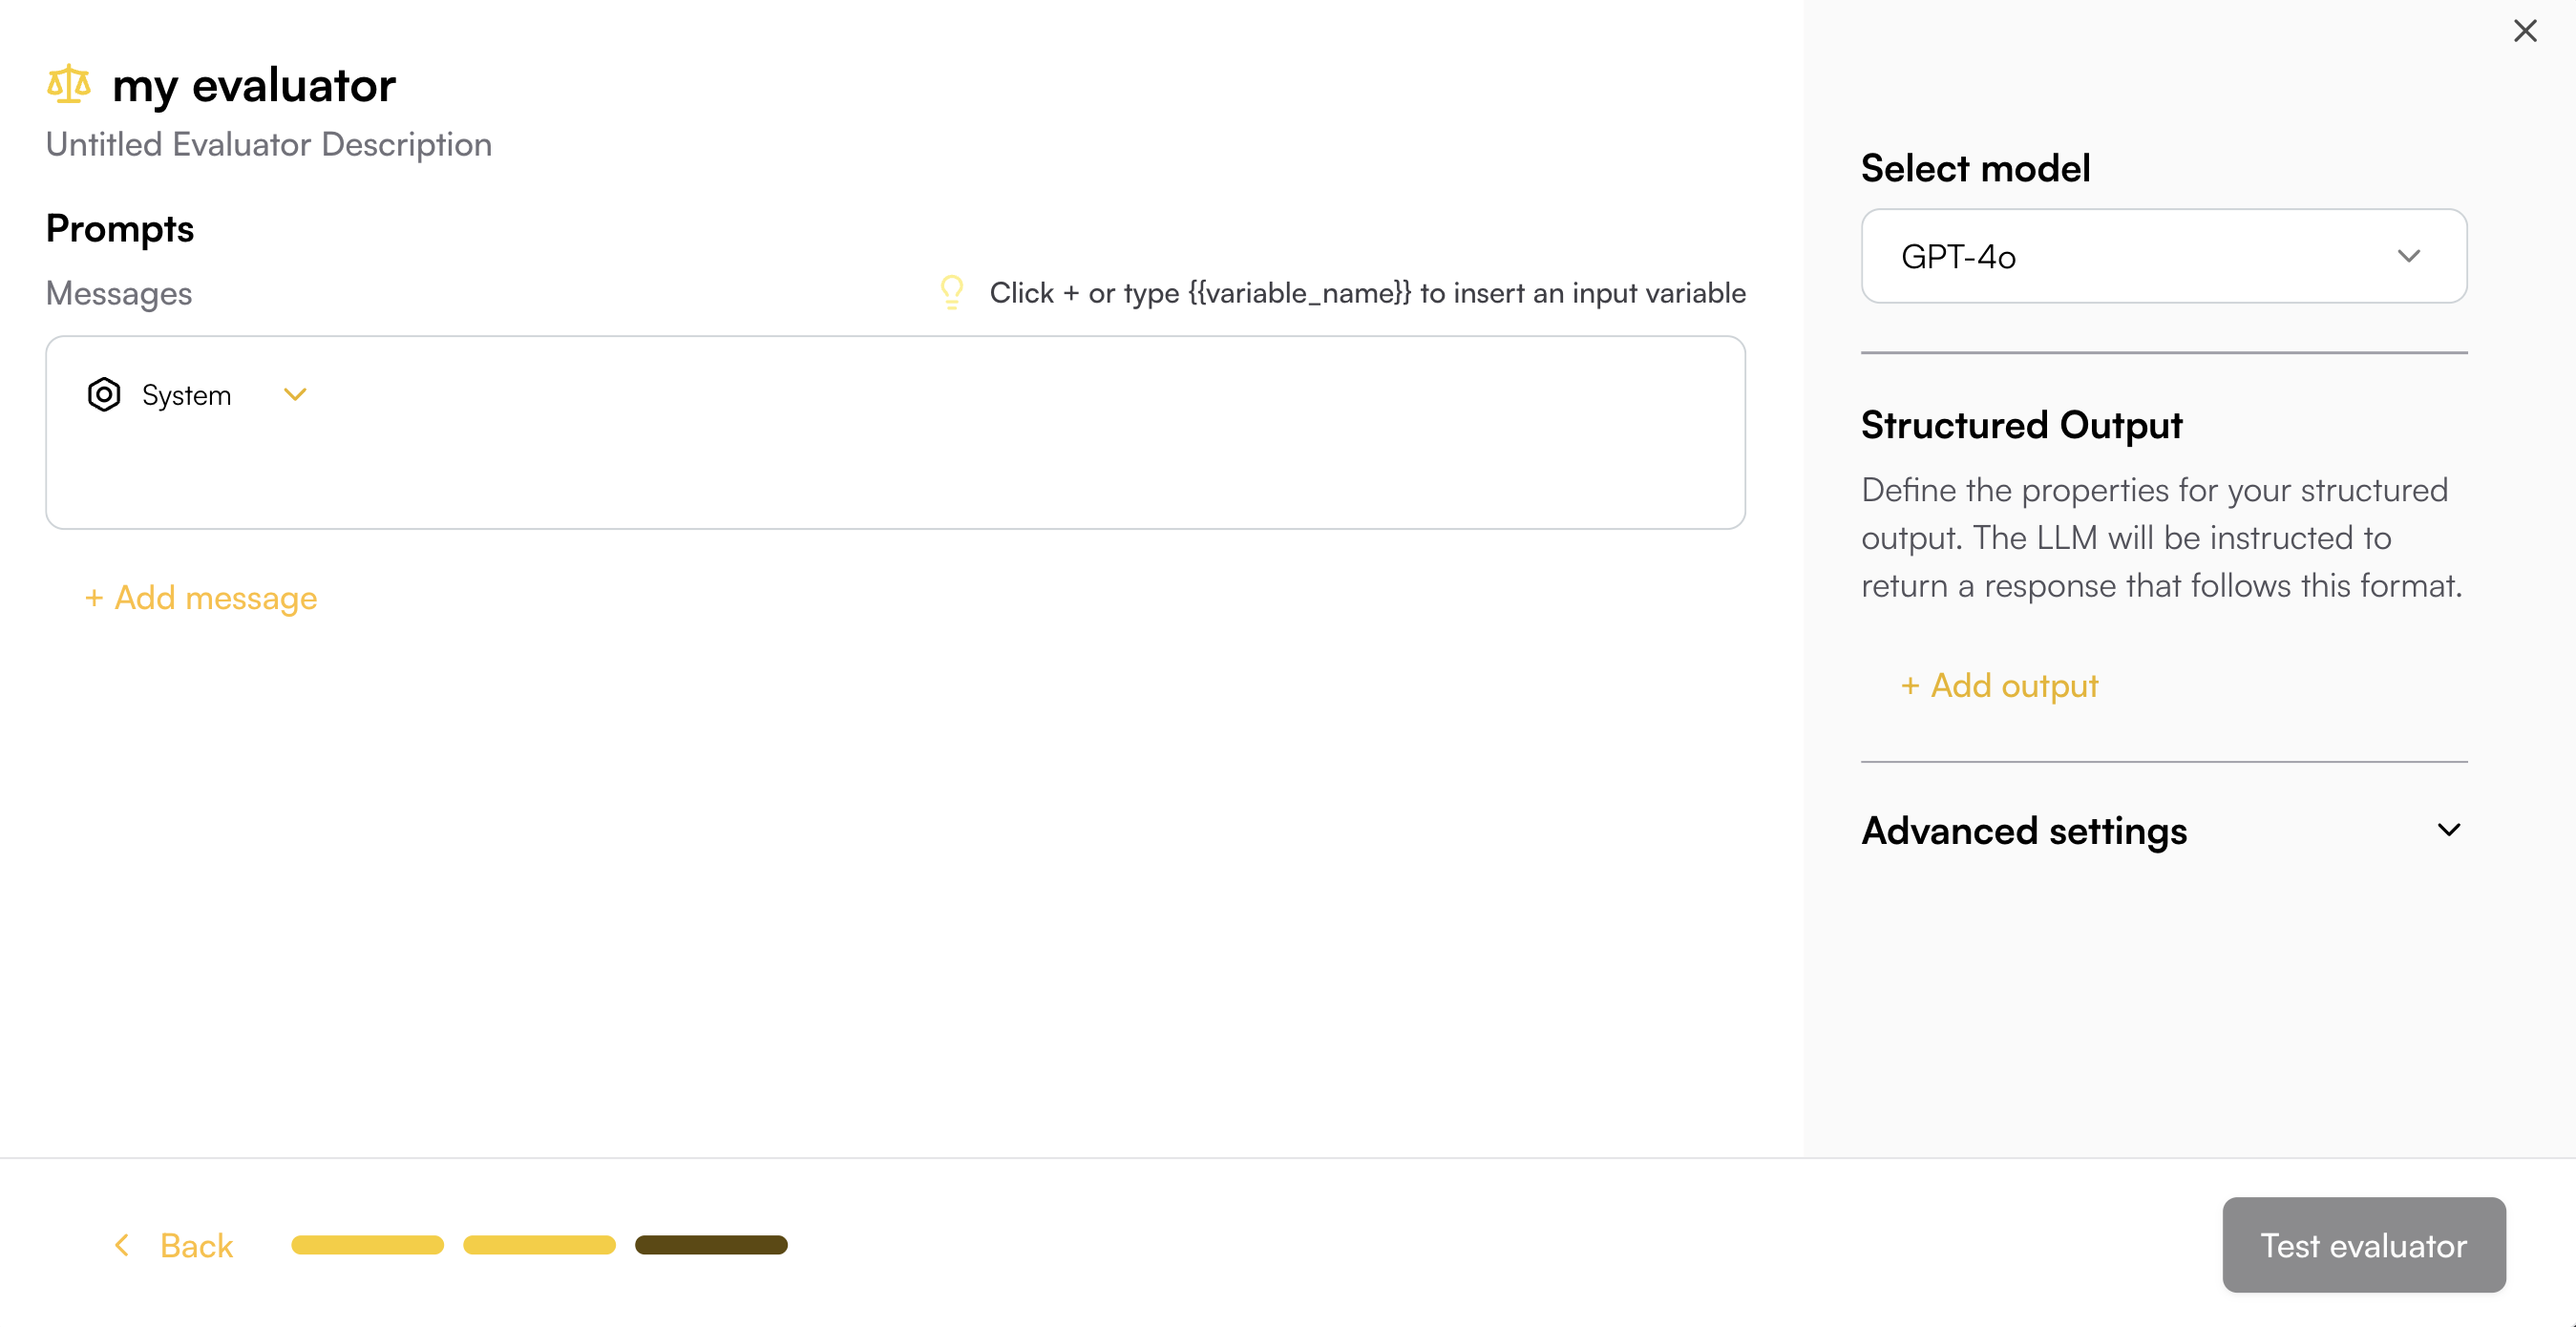 my evaluator
Untitled Evaluator Description
Prompts
Messages
Click + or type {{variable_name}} to insert an input variable
System
+ Add message
Select model
GPT-4o
Structured Output
Define the properties for your structured
output. The LLM will be instructed to
return a response that follows this format.
+ Add output
Advanced settings
Back
Test evaluator